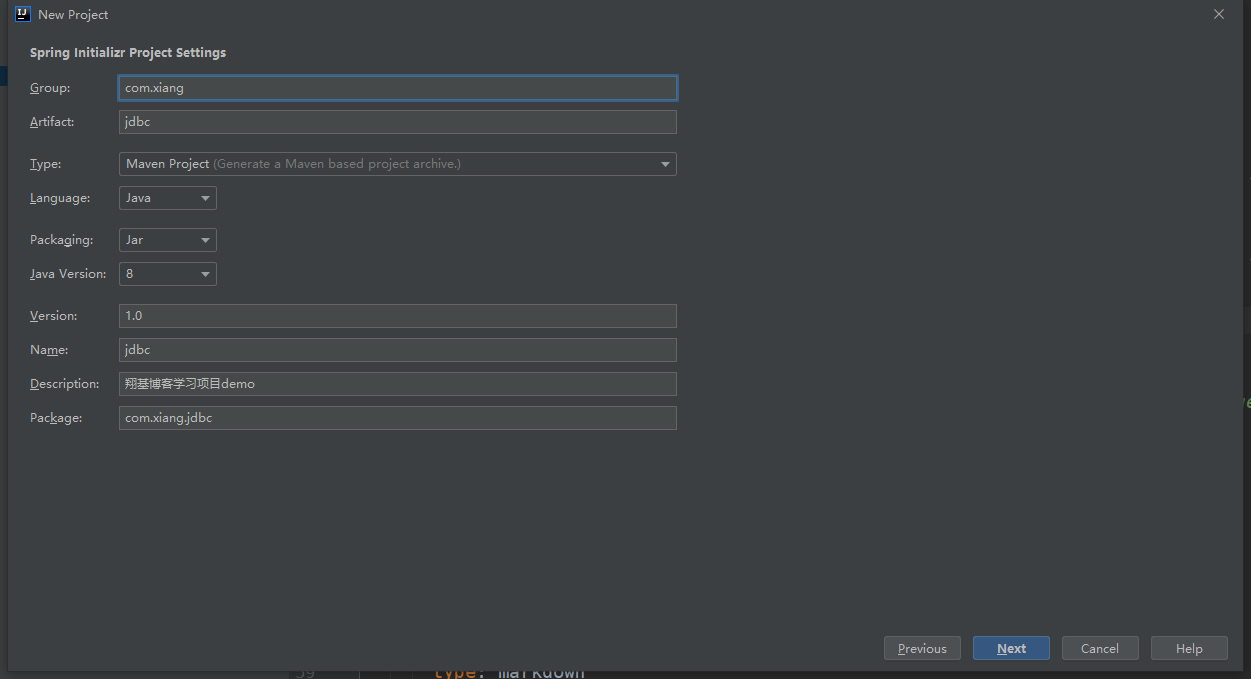 New Project
Spring Initializr Project Settings
Group: com.xiang
Artifact: jdbc
Type: Maven Project (Generate a Maven based project archive.)
Language: Java
Packaging: Jar
Java Version: 8
Version: 1.0
Name: jdbc
Description: 翔基博客学习项目demo
Package: com.xiang.jdbc
Previous Next Cancel Help
type: markdown